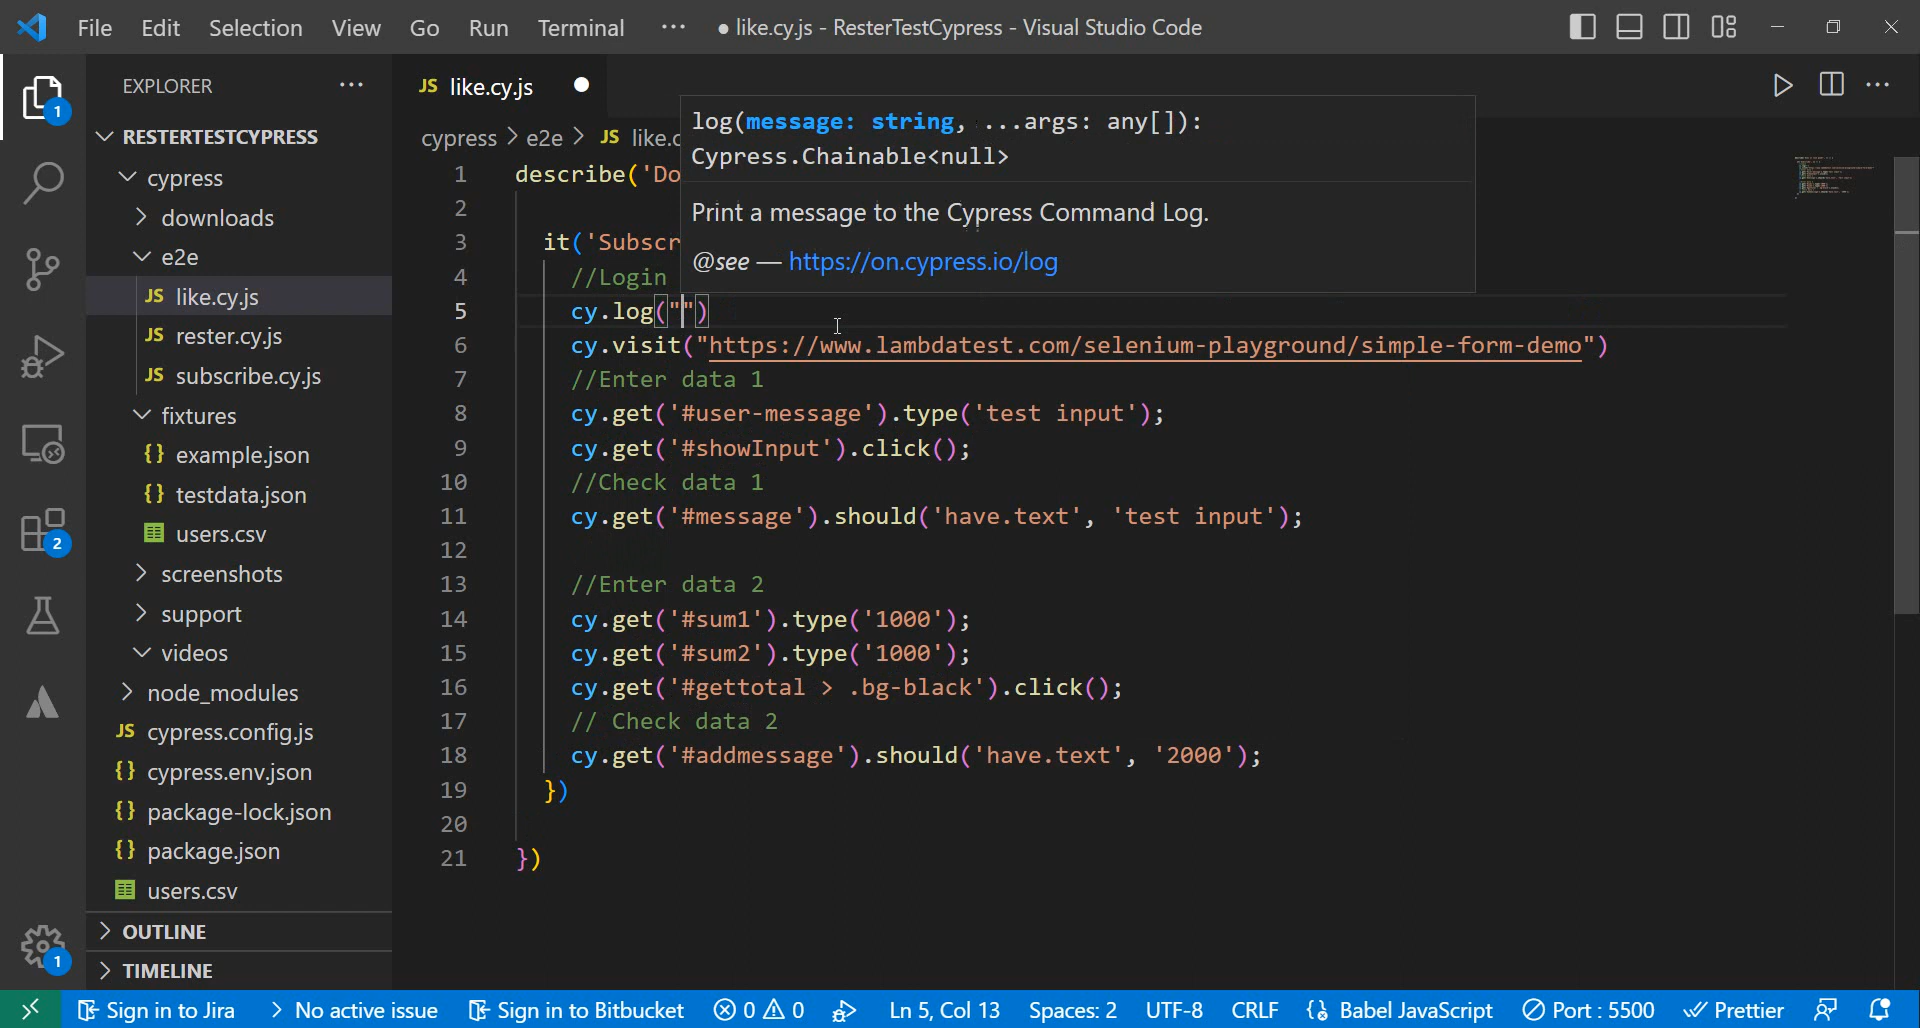 File Edit Selection View Go Run Terminal ··· ● like.cy.js - ResterTestCypress - Visual Studio Code
EXPLORER ···
JS like.cy.js ●
RESTERTESTCYPRESS
cypress
downloads
e2e
JS like.cy.js
JS rester.cy.js
JS subscribe.cy.js
fixtures
{} example.json
{} testdata.json
users.csv
screenshots
support
videos
node_modules
JS cypress.config.js
{} cypress.env.json
{} package-lock.json
{} package.json
users.csv
OUTLINE
TIMELINE
1
2
1
cypress > e2e > JS like.c
log(message: string, ...args: any[]):
Cypress.Chainable<null>
Print a message to the Cypress Command Log.
@see — https://on.cypress.io/log
1 describe('Do
2
3 it('Subscr
4 //Login
5 cy.log("")
6 cy.visit("https://www.lambdatest.com/selenium-playground/simple-form-demo")
7 //Enter data 1
8 cy.get('#user-message').type('test input');
9 cy.get('#showInput').click();
10 //Check data 1
11 cy.get('#message').should('have.text', 'test input');
12
13 //Enter data 2
14 cy.get('#sum1').type('1000');
15 cy.get('#sum2').type('1000');
16 cy.get('#gettotal > .bg-black').click();
17 // Check data 2
18 cy.get('#addmessage').should('have.text', '2000');
19 })
20
21 })
Sign in to Jira > No active issue Sign in to Bitbucket 0 0 Ln 5, Col 13 Spaces: 2 UTF-8 CRLF {} Babel JavaScript Port : 5500 Prettier